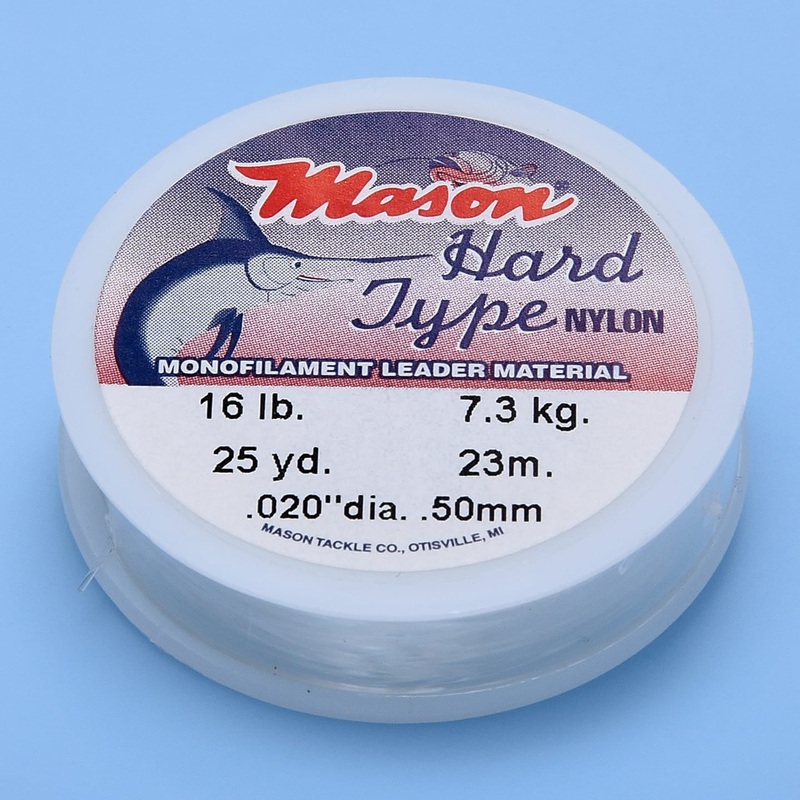 Mason
Hard
Type NYLON
MONOFILAMENT LEADER MATERIAL
16 lb. 7.3 kg.
25 yd. 23m.
.020"dia. .50mm
MASON TACKLE CO., OTISVILLE, MI